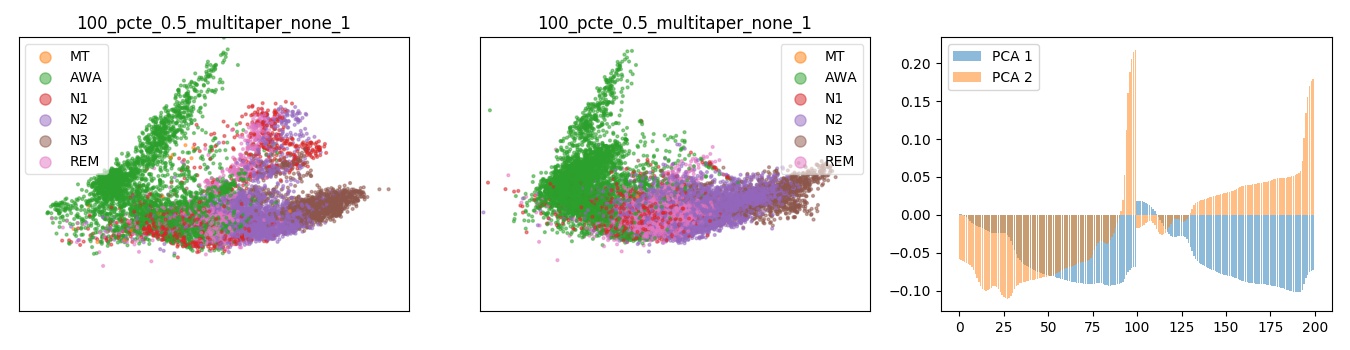 100_pcte_0.5_multitaper_none_1
MT
AWA
N1
N2
N3
REM
100_pcte_0.5_multitaper_none_1
MT
AWA
N1
N2
N3
REM
PCA 1
PCA 2
0.20
0.15
0.10
0.05
0.00
−0.05
−0.10
0 25 50 75 100 125 150 175 200